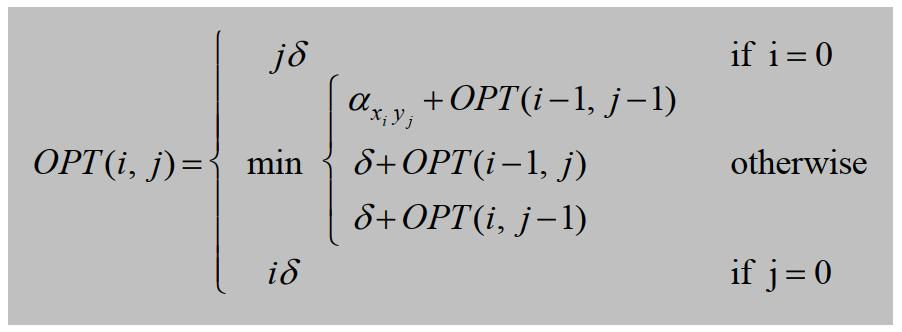 jδ if i = 0
α_{x_i y_j} + OPT(i−1, j−1)
OPT(i, j) = min δ + OPT(i−1, j) otherwise
δ + OPT(i, j−1)
iδ if j = 0